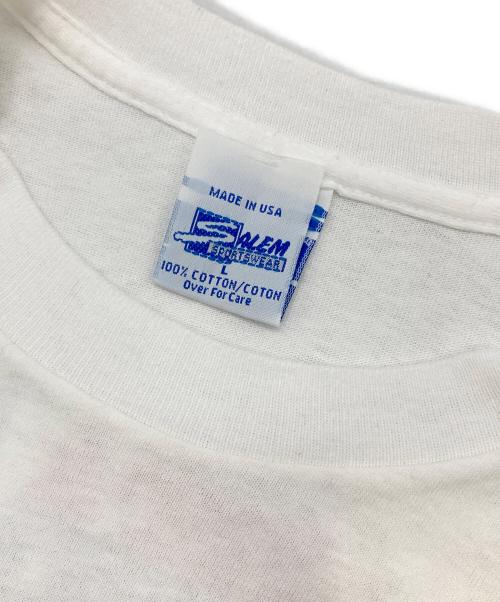 MADE IN USA
SALEM
SPORTSWEAR
L
100% COTTON/COTON
Over For Care